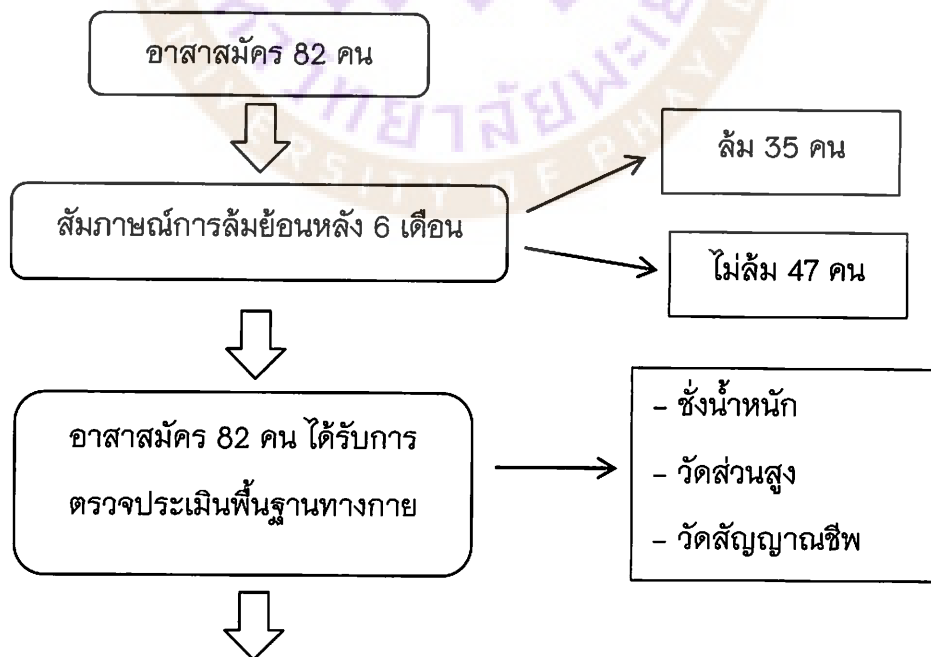 อาสาสมัคร 82 คน
สัมภาษณ์การล้มย้อนหลัง 6 เดือน
ล้ม 35 คน
ไม่ล้ม 47 คน
อาสาสมัคร 82 คน ได้รับการ
ตรวจประเมินพื้นฐานทางกาย
– ชั่งน้ำหนัก
– วัดส่วนสูง
– วัดสัญญาณชีพ